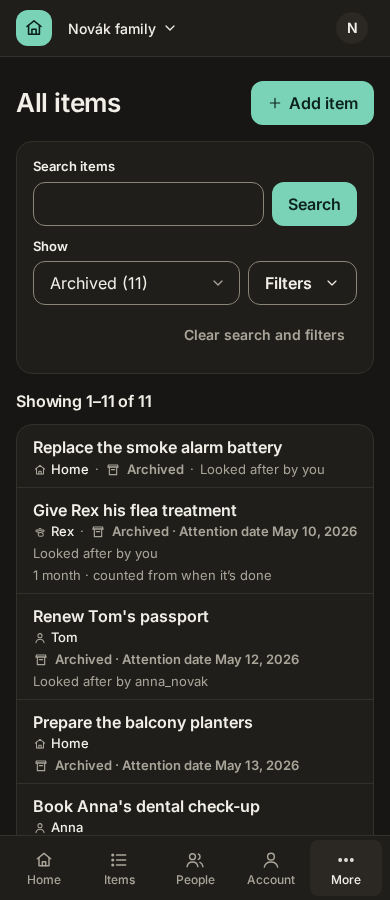 Novák family
N
All items
+ Add item
Search items
Search
Show
Archived (11)
Filters
Clear search and filters
Showing 1–11 of 11
Replace the smoke alarm battery
Home · Archived · Looked after by you
Give Rex his flea treatment
Rex · Archived · Attention date May 10, 2026
Looked after by you
1 month · counted from when it’s done
Renew Tom's passport
Tom
Archived · Attention date May 12, 2026
Looked after by anna_novak
Prepare the balcony planters
Home
Archived · Attention date May 13, 2026
Book Anna's dental check-up
Anna
Home
Items
People
Account
More